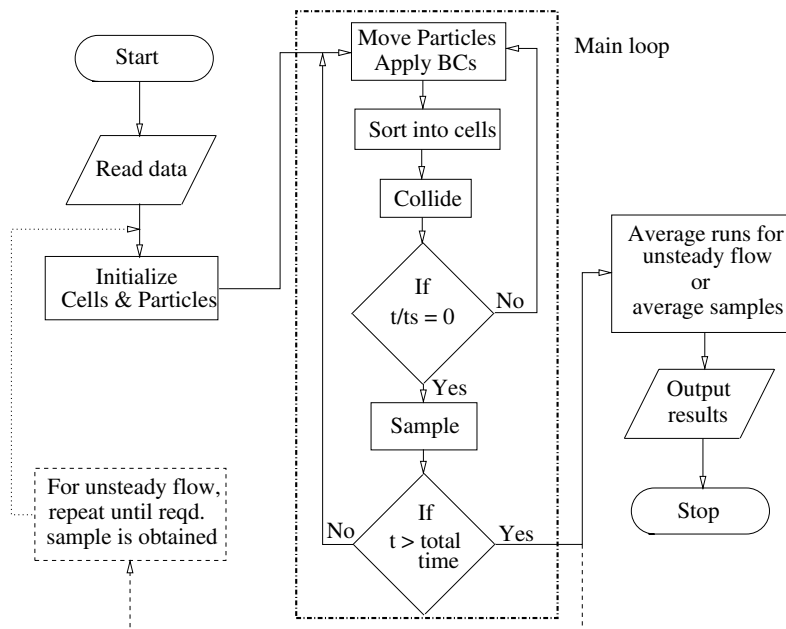 Start
Read data
Initialize
Cells & Particles
For unsteady flow,
repeat until reqd.
sample is obtained
Main loop
Move Particles
Apply BCs
Sort into cells
Collide
If
t/ts = 0
No
Yes
Sample
If
t > total
time
No
Yes
Average runs for
unsteady flow
or
average samples
Output
results
Stop